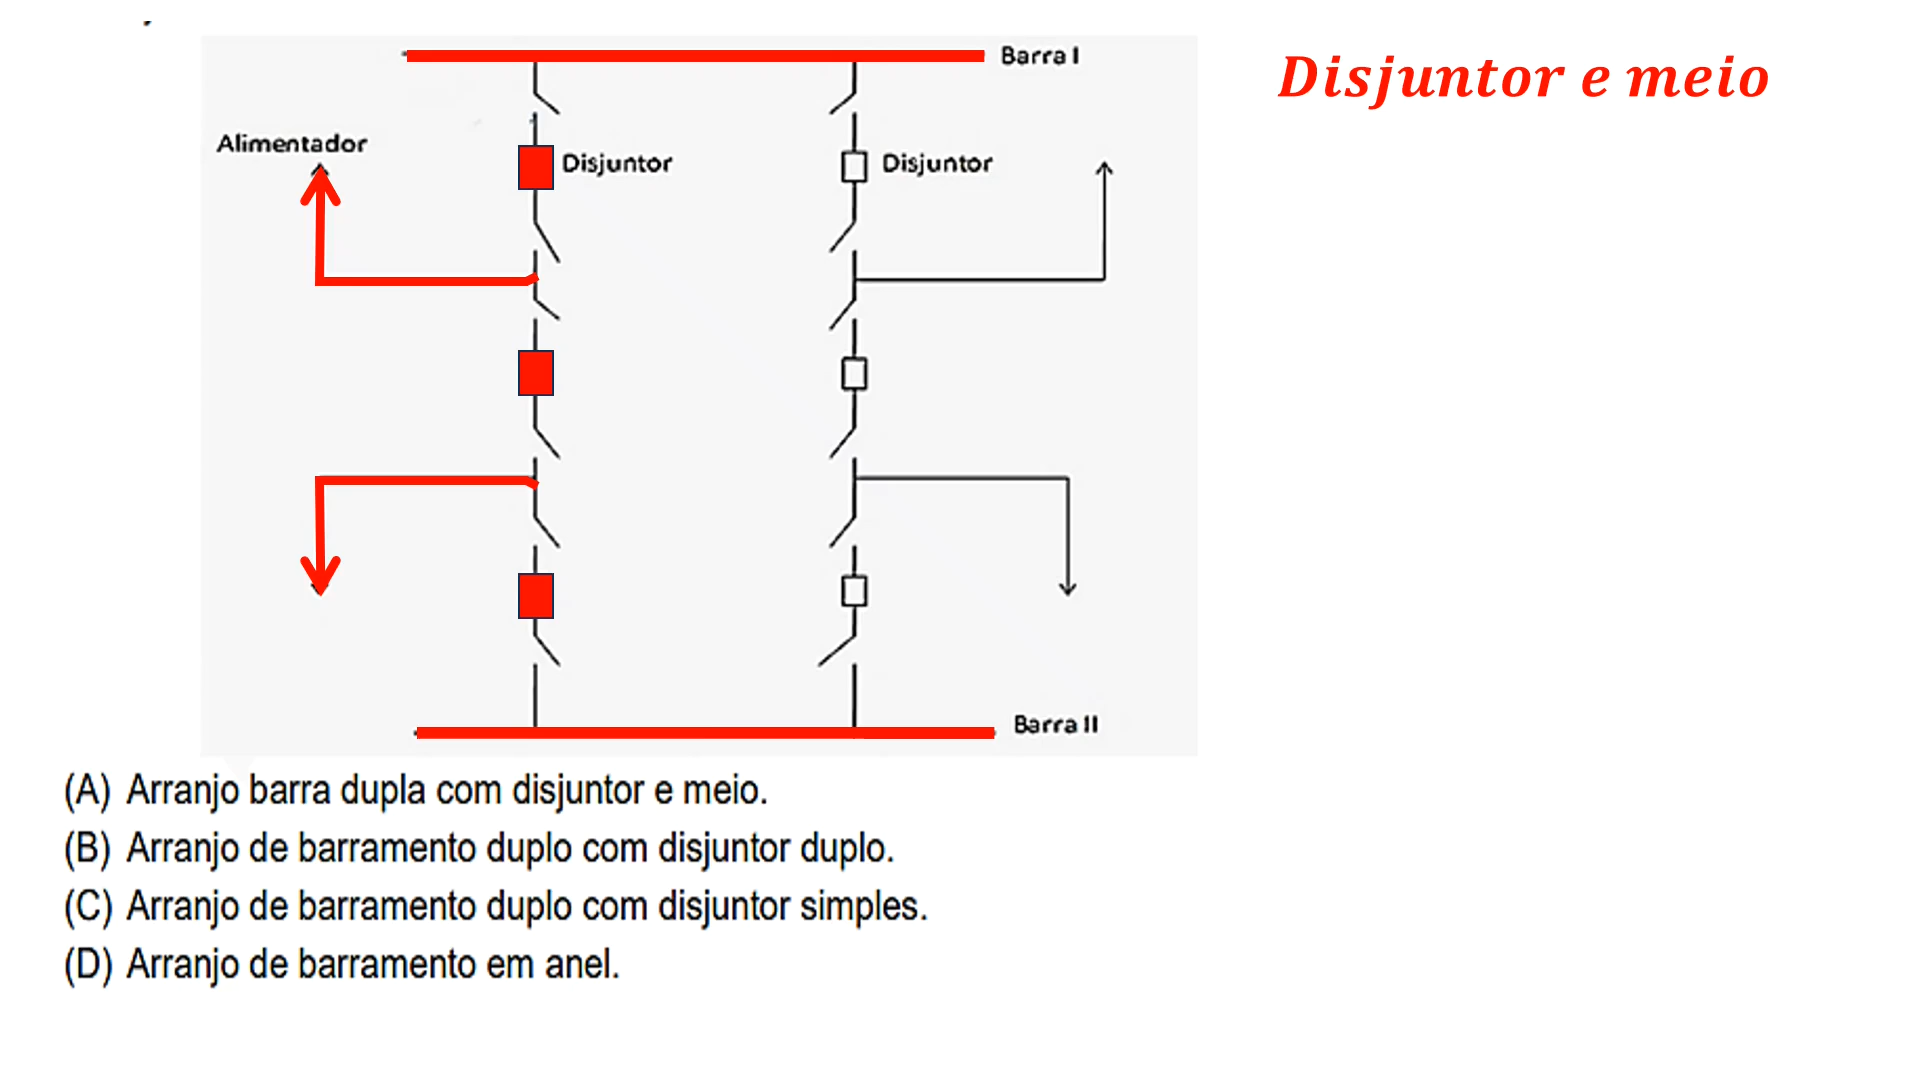 Barra I
Disjuntor e meio
Alimentador
Disjuntor
Disjuntor
Barra II
(A) Arranjo barra dupla com disjuntor e meio.
(B) Arranjo de barramento duplo com disjuntor duplo.
(C) Arranjo de barramento duplo com disjuntor simples.
(D) Arranjo de barramento em anel.